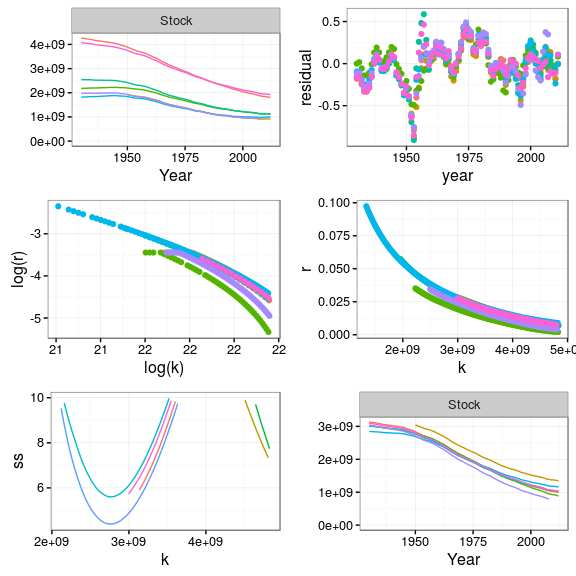 Stock
4e+09
3e+09
2e+09
1e+09
0e+00
1950 1975 2000
Year
0.5
0.0
-0.5
residual
1950 1975 2000
year
-3
-4
-5
log(r)
21 21 22 22 22 22
log(k)
0.100
0.075
0.050
0.025
0.000
r
2e+09 3e+09 4e+09 5e+0
k
10
8
6
ss
2e+09 3e+09 4e+09
k
Stock
3e+09
2e+09
1e+09
0e+00
1950 1975 2000
Year